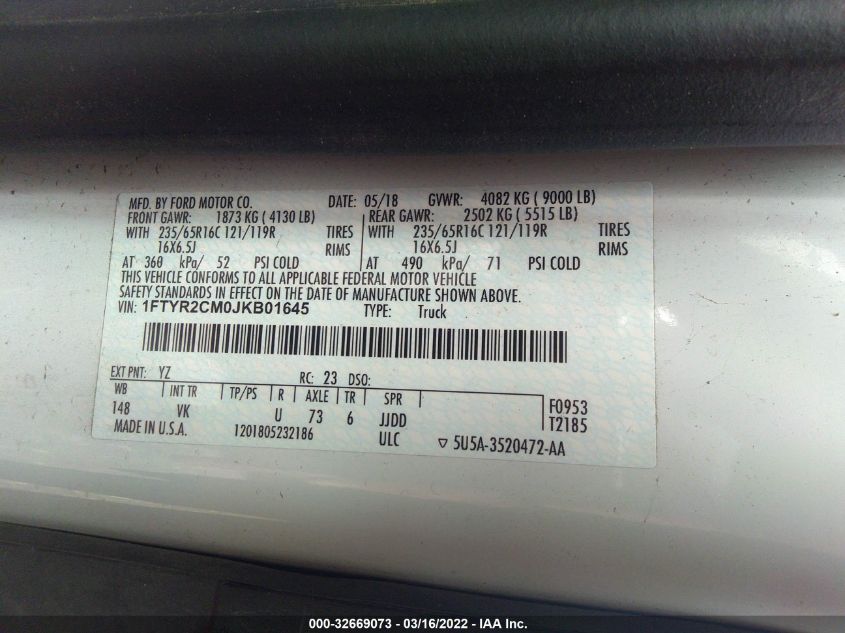 MFD. BY FORD MOTOR CO. DATE: 05/18 GVWR: 4082 KG ( 9000 LB)
FRONT GAWR: 1873 KG ( 4130 LB) REAR GAWR: 2502 KG ( 5515 LB)
WITH 235/65R16C 121/119R TIRES WITH 235/65R16C 121/119R TIRES
16X6.5J RIMS 16X6.5J RIMS
AT 360 kPa/ 52 PSI COLD AT 490 kPa/ 71 PSI COLD
THIS VEHICLE CONFORMS TO ALL APPLICABLE FEDERAL MOTOR VEHICLE
SAFETY STANDARDS IN EFFECT ON THE DATE OF MANUFACTURE SHOWN ABOVE.
VIN: 1FTYR2CM0JKB01645 TYPE: Truck
EXT PNT: YZ RC: 23 DSO:
WB INT TR TP/PS R AXLE TR SPR
148 VK U 73 6 JJDD F0953
ULC T2185
MADE IN U.S.A. 1201805232186 ▽ 5U5A-3520472-AA
000-32669073 - 03/16/2022 - IAA Inc.